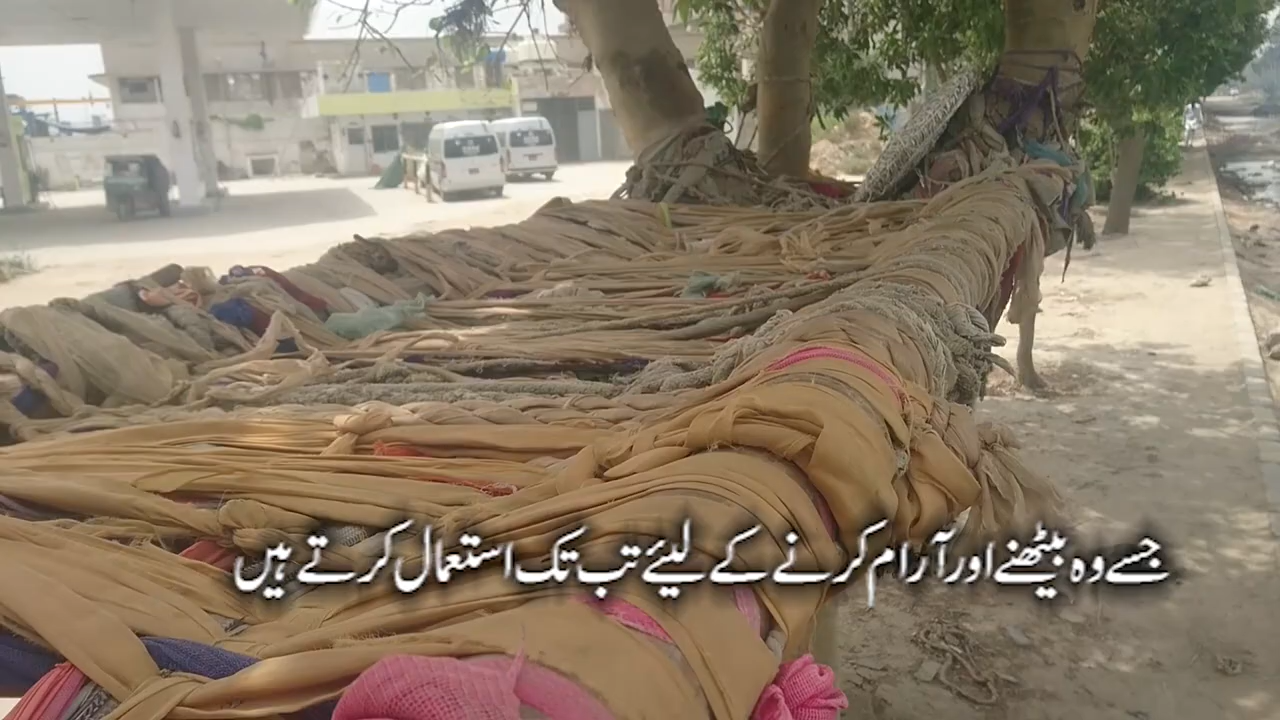 جسے وہ بیٹھنے اور آرام کرنے کے لیئے تب تک استعمال کرتے ہیں